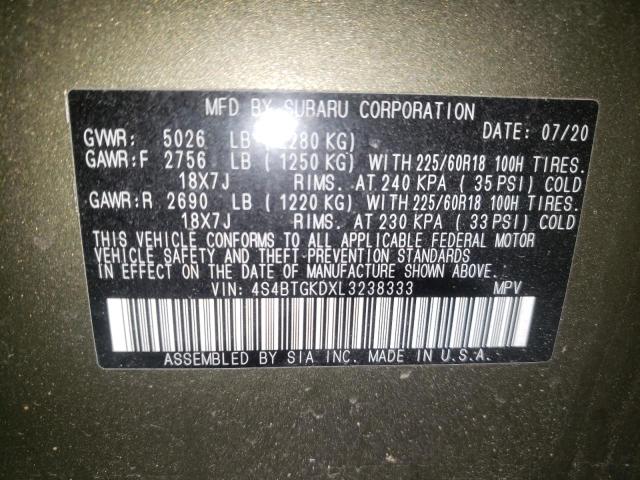 MFD BY SUBARU CORPORATION
DATE: 07/20
GVWR: 5026 LB (2280 KG)
GAWR:F 2756 LB ( 1250 KG) WITH 225/60R18 100H TIRES.
18X7J RIMS. AT 240 KPA ( 35 PSI) COLD
GAWR:R 2690 LB ( 1220 KG) WITH 225/60R18 100H TIRES.
18X7J RIMS. AT 230 KPA ( 33 PSI) COLD
THIS VEHICLE CONFORMS TO ALL APPLICABLE FEDERAL MOTOR
VEHICLE SAFETY AND THEFT PREVENTION STANDARDS
IN EFFECT ON THE DATE OF MANUFACTURE SHOWN ABOVE.
VIN: 4S4BTGKDXL3238333 MPV
ASSEMBLED BY SIA INC. MADE IN U.S.A.